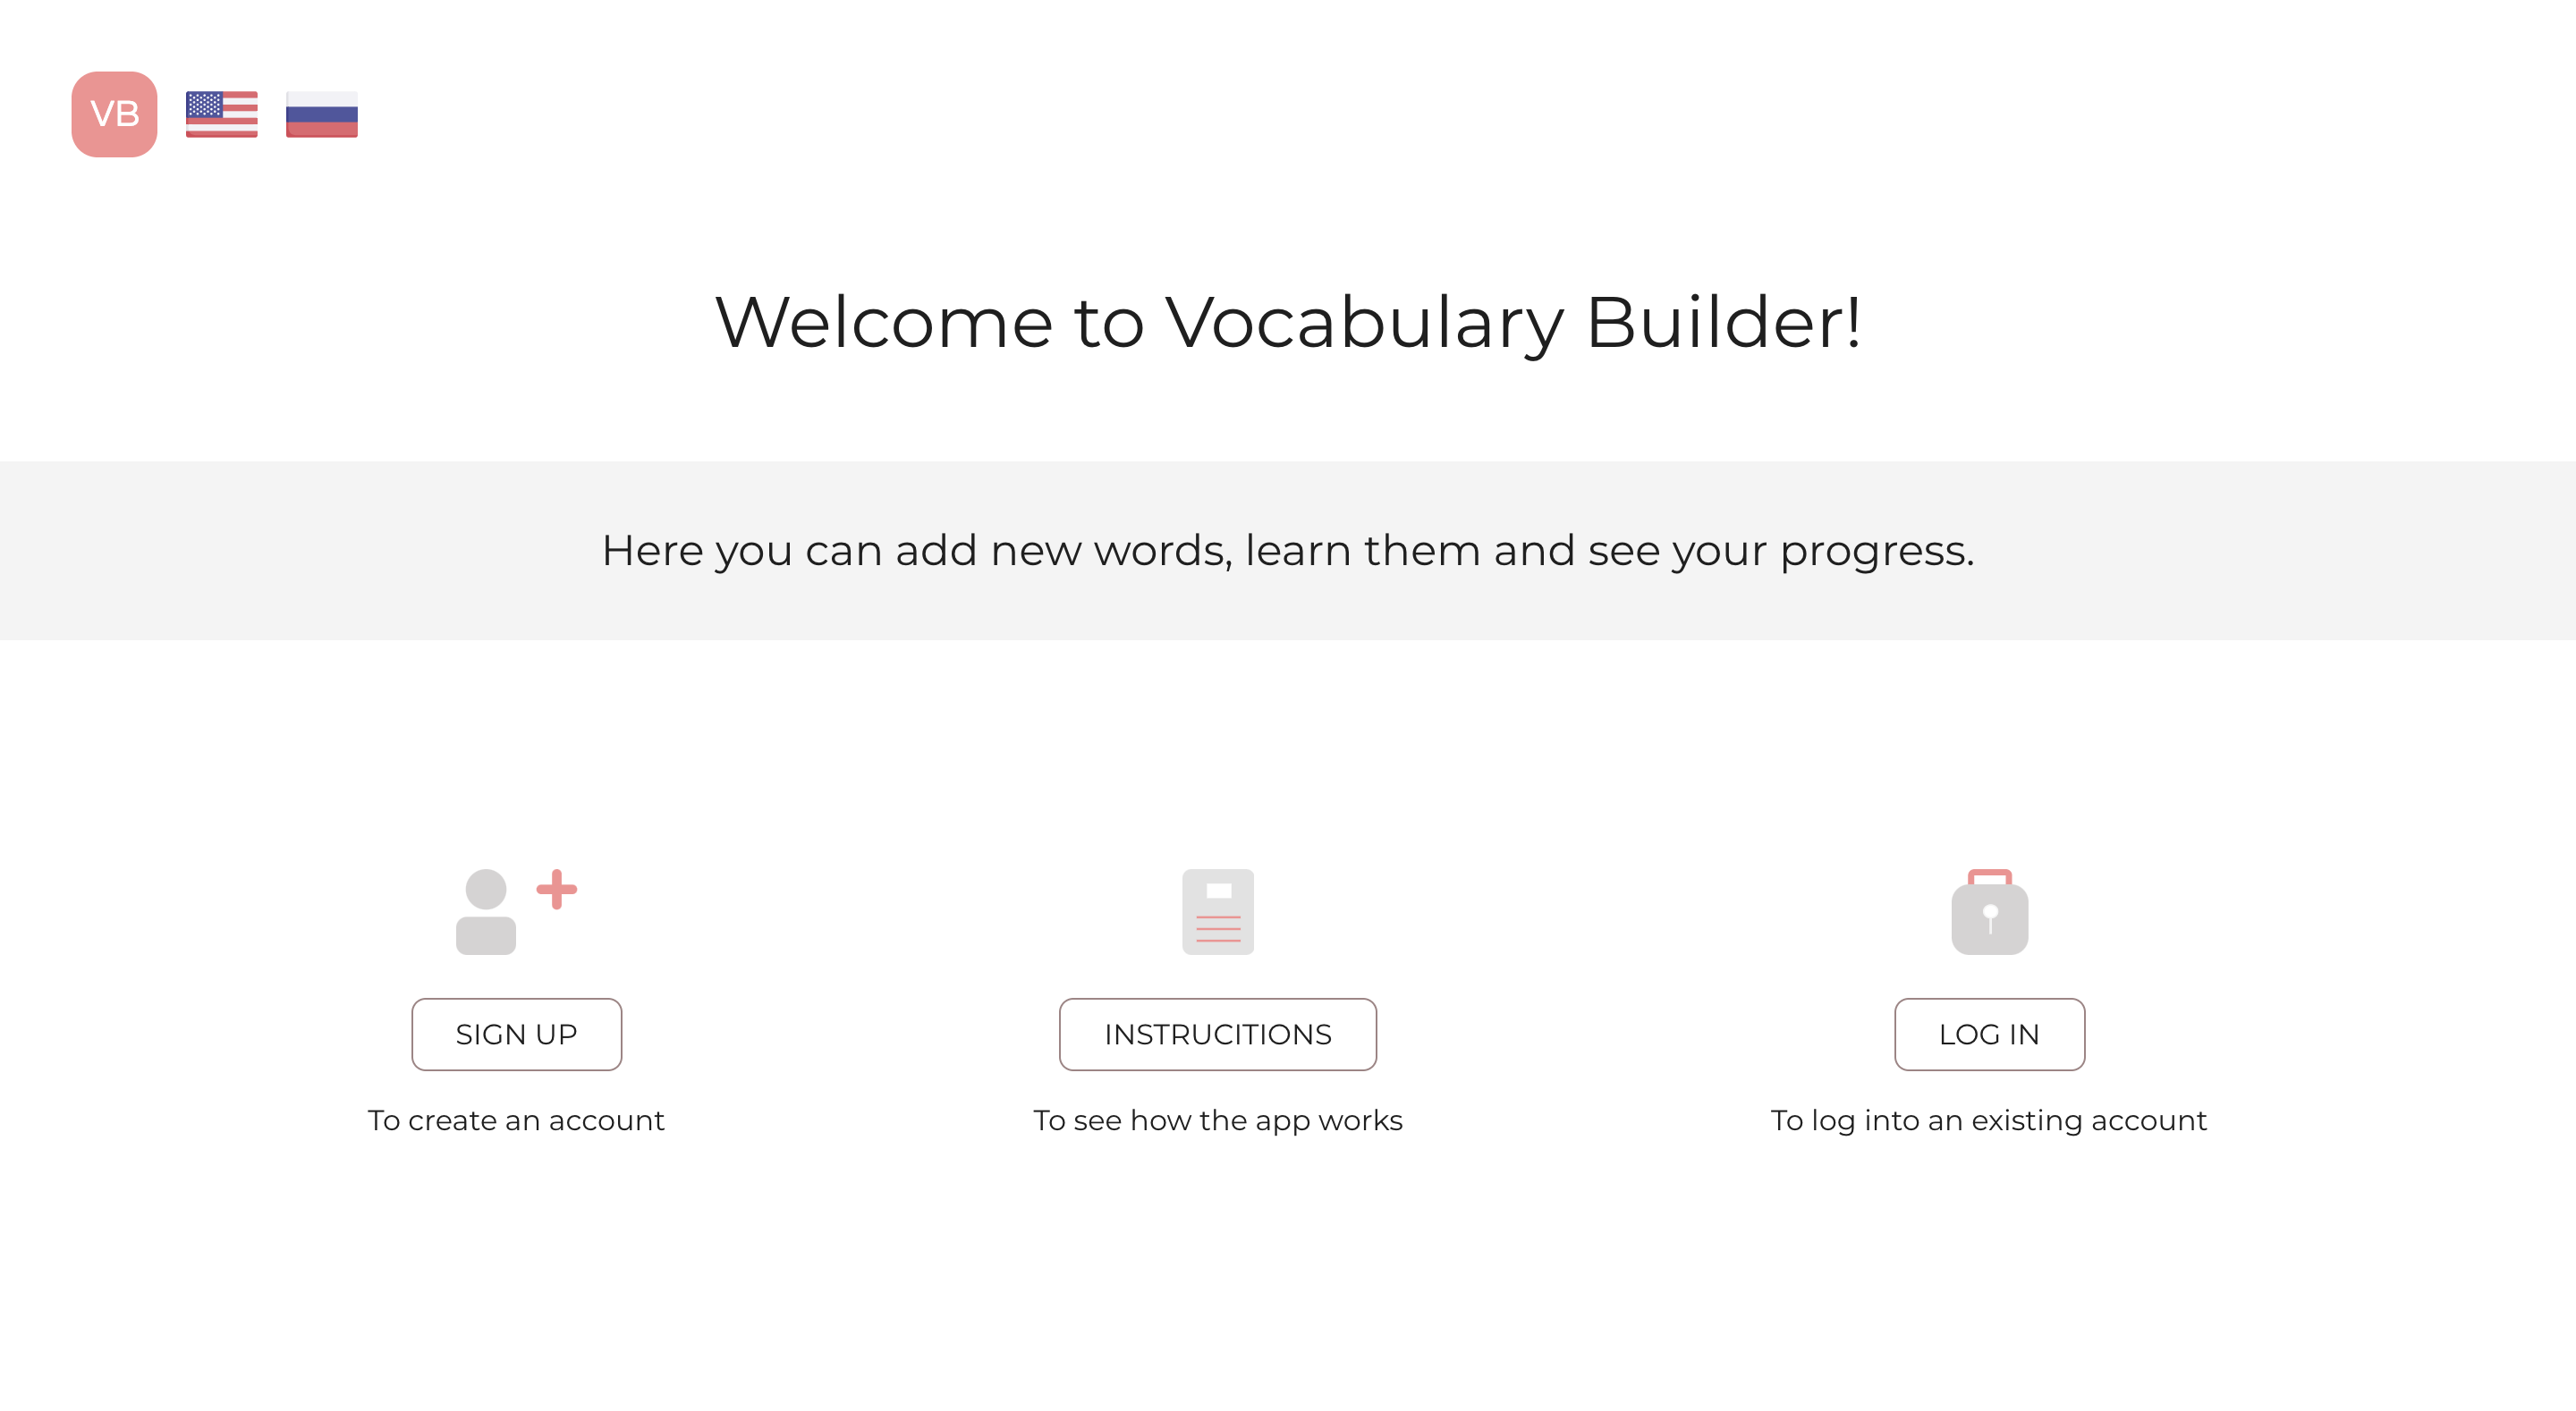 VB
Welcome to Vocabulary Builder!
Here you can add new words, learn them and see your progress.
SIGN UP
INSTRUCITIONS
LOG IN
To create an account
To see how the app works
To log into an existing account